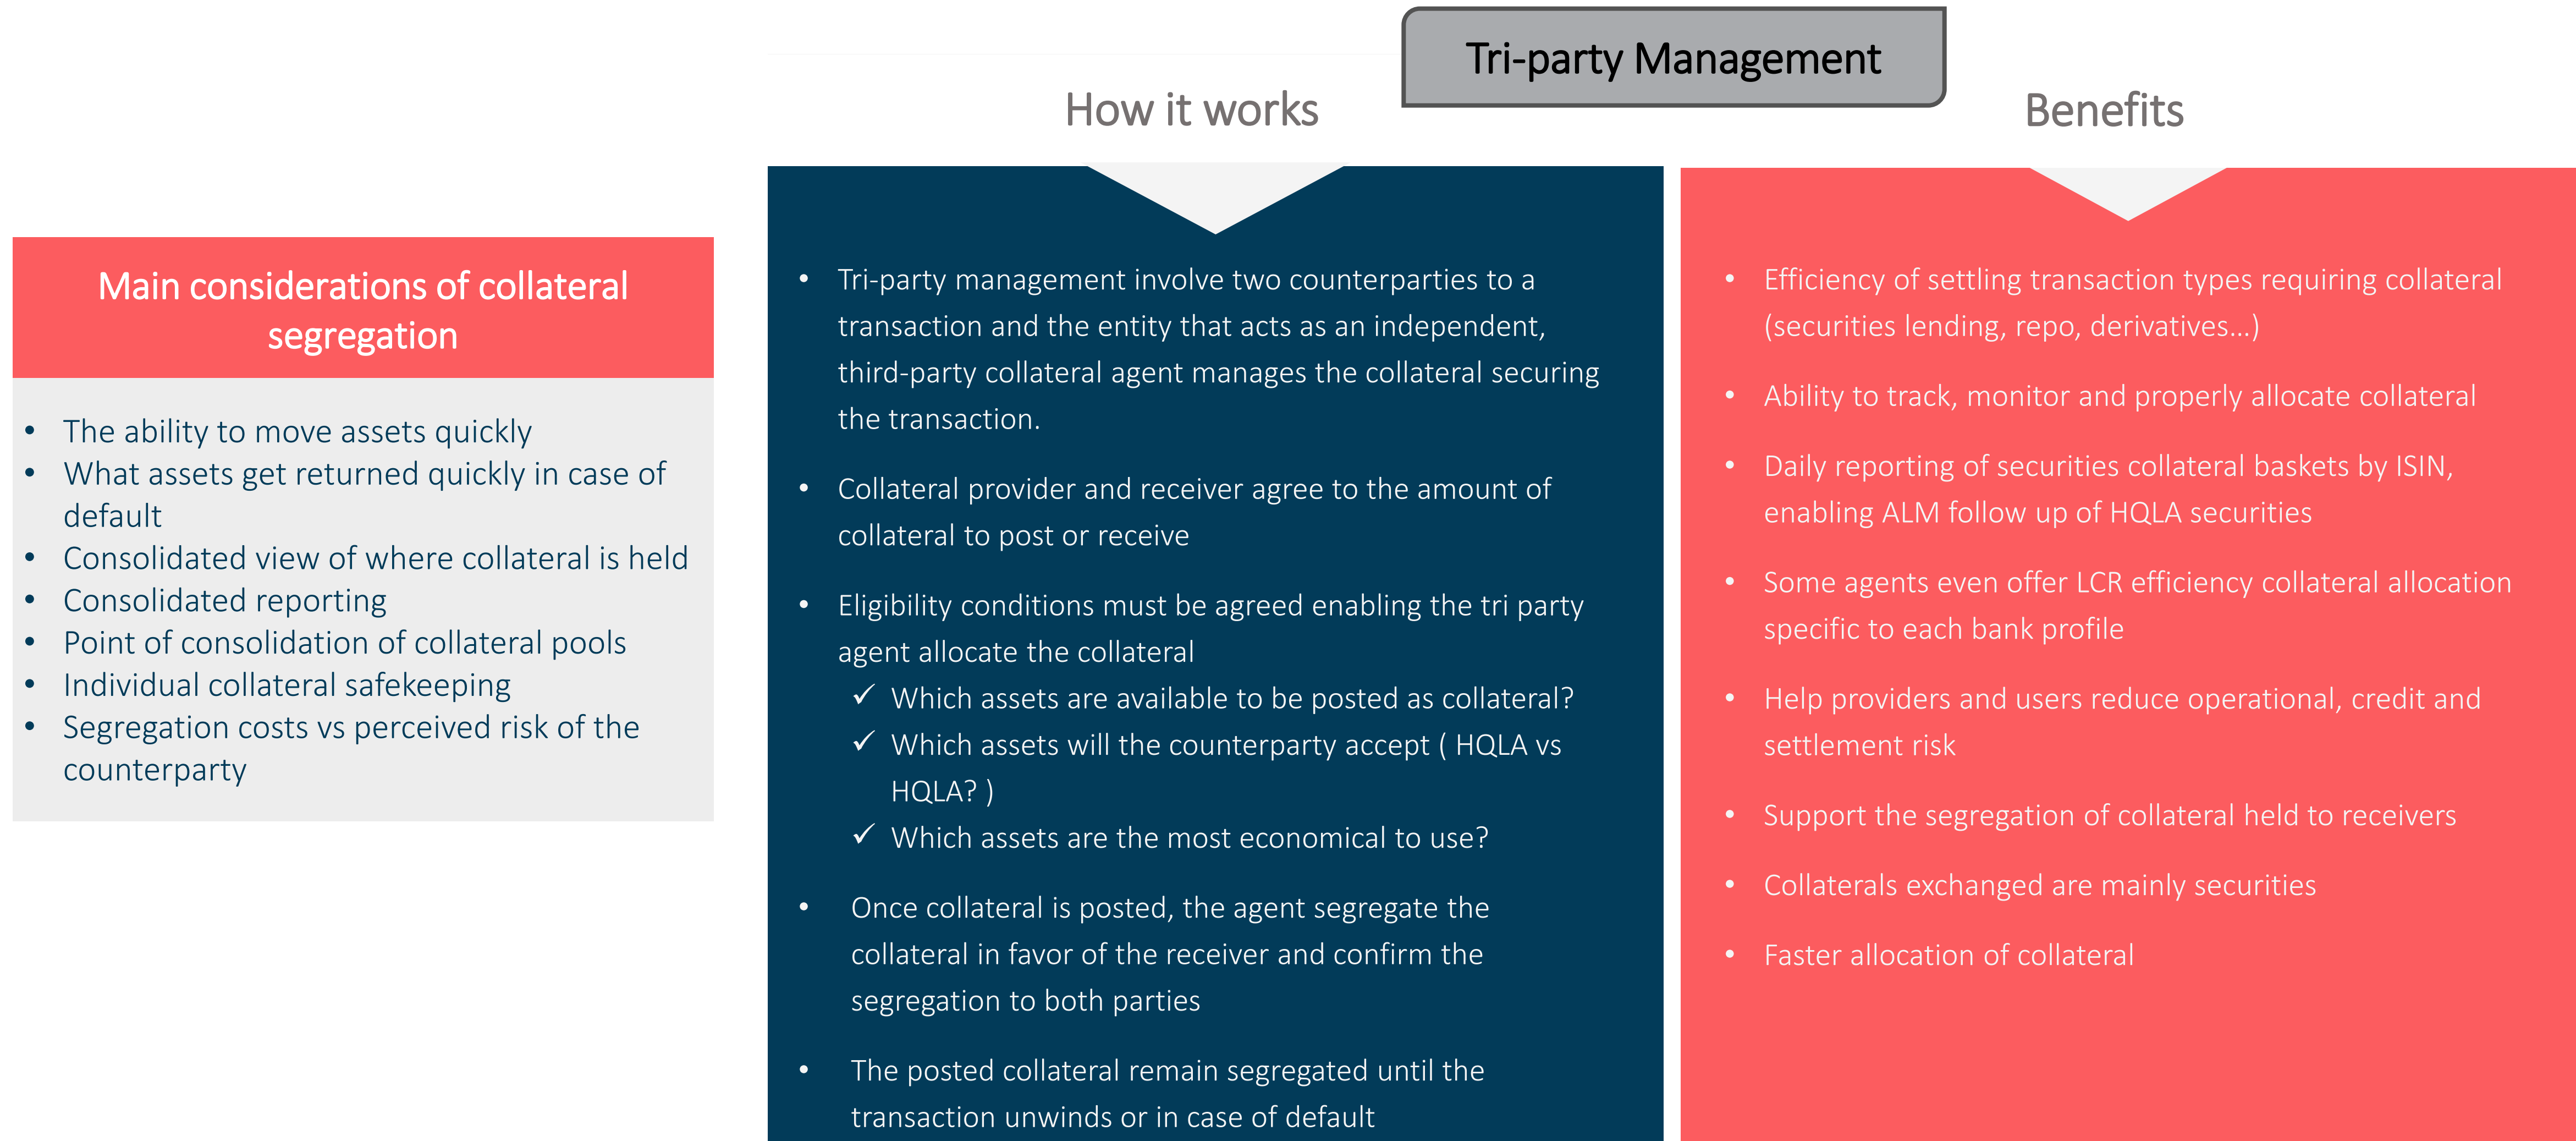 Tri-party Management
How it works
Benefits
Main considerations of collateral
segregation
• The ability to move assets quickly
• What assets get returned quickly in case of
default
• Consolidated view of where collateral is held
• Consolidated reporting
• Point of consolidation of collateral pools
• Individual collateral safekeeping
• Segregation costs vs perceived risk of the
counterparty
• Tri-party management involve two counterparties to a
transaction and the entity that acts as an independent,
third-party collateral agent manages the collateral securing
the transaction.
• Collateral provider and receiver agree to the amount of
collateral to post or receive
• Eligibility conditions must be agreed enabling the tri party
agent allocate the collateral
✓ Which assets are available to be posted as collateral?
✓ Which assets will the counterparty accept ( HQLA vs
HQLA? )
✓ Which assets are the most economical to use?
• Once collateral is posted, the agent segregate the
collateral in favor of the receiver and confirm the
segregation to both parties
• The posted collateral remain segregated until the
transaction unwinds or in case of default
• Efficiency of settling transaction types requiring collateral
(securities lending, repo, derivatives…)
• Ability to track, monitor and properly allocate collateral
• Daily reporting of securities collateral baskets by ISIN,
enabling ALM follow up of HQLA securities
• Some agents even offer LCR efficiency collateral allocation
specific to each bank profile
• Help providers and users reduce operational, credit and
settlement risk
• Support the segregation of collateral held to receivers
• Collaterals exchanged are mainly securities
• Faster allocation of collateral